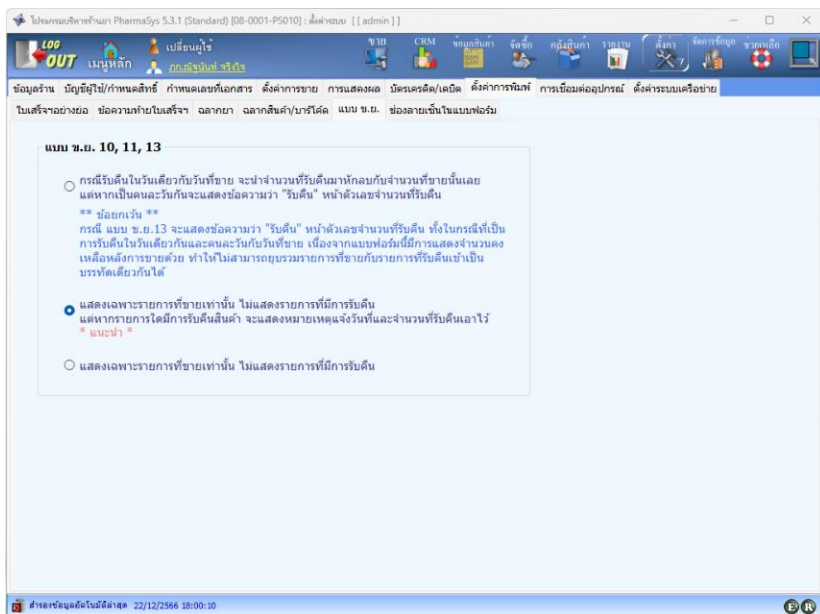 โปรแกรมบริหารร้านยา PharmaSys 5.3.1 (Standard) [08-0001-PS010] : ตั้งค่าระบบ [[ admin ]]
LOG OUT เมนูหลัก เปลี่ยนผู้ใช้ ขาย CRM ข้อมูลสินค้า จัดซื้อ คลังสินค้า รายงาน ตั้งค่า จัดการข้อมูล ช่วยเหลือ
ข้อมูลร้าน บัญชีผู้ใช้/กำหนดสิทธิ์ กำหนดเลขที่เอกสาร ตั้งค่าการขาย การแสดงผล บัตรเครดิต/เดบิต ตั้งค่าการพิมพ์ การเชื่อมต่ออุปกรณ์ ตั้งค่าระบบเครือข่าย
ใบเสร็จฯอย่างย่อ ข้อความท้ายใบเสร็จฯ ฉลากยา ฉลากสินค้า/บาร์โค้ด แบบ ข.ย. ช่องลายเซ็นในแบบฟอร์ม
แบบ ข.ย. 10, 11, 13
กรณีรับคืนในวันเดียวกับวันที่ขาย จะนำจำนวนที่รับคืนมาหักลบกับจำนวนที่ขายนั้นเลย
แต่หากเป็นคนละวันกันจะแสดงข้อความว่า "รับคืน" หน้าตัวเลขจำนวนที่รับคืน
** ข้อยกเว้น **
กรณี แบบ ข.ย.13 จะแสดงข้อความว่า "รับคืน" หน้าตัวเลขจำนวนที่รับคืน ทั้งในกรณีที่เป็น
การรับคืนในวันเดียวกันและคนละวันกับวันที่ขาย เนื่องจากแบบฟอร์มนี้มีการแสดงจำนวนคง
เหลือหลังการขายด้วย ทำให้ไม่สามารถยุบรวมรายการที่ขายกับรายการที่รับคืนเข้าเป็น
บรรทัดเดียวกันได้
แสดงเฉพาะรายการที่ขายเท่านั้น ไม่แสดงรายการที่มีการรับคืน
แต่หากรายการใดมีการรับคืนสินค้า จะแสดงหมายเหตุแจ้งวันที่และจำนวนที่รับคืนเอาไว้
* แนะนำ *
แสดงเฉพาะรายการที่ขายเท่านั้น ไม่แสดงรายการที่มีการรับคืน
สำรองข้อมูลอัตโนมัติล่าสุด 22/12/2566 18:00:10 E R